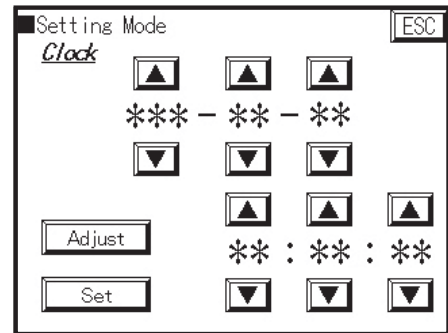 ■Setting Mode
ESC
Clock
▲ ▲ ▲
***-**-**
▼ ▼ ▼
▲ ▲ ▲
Adjust
**:**:**
Set
▼ ▼ ▼